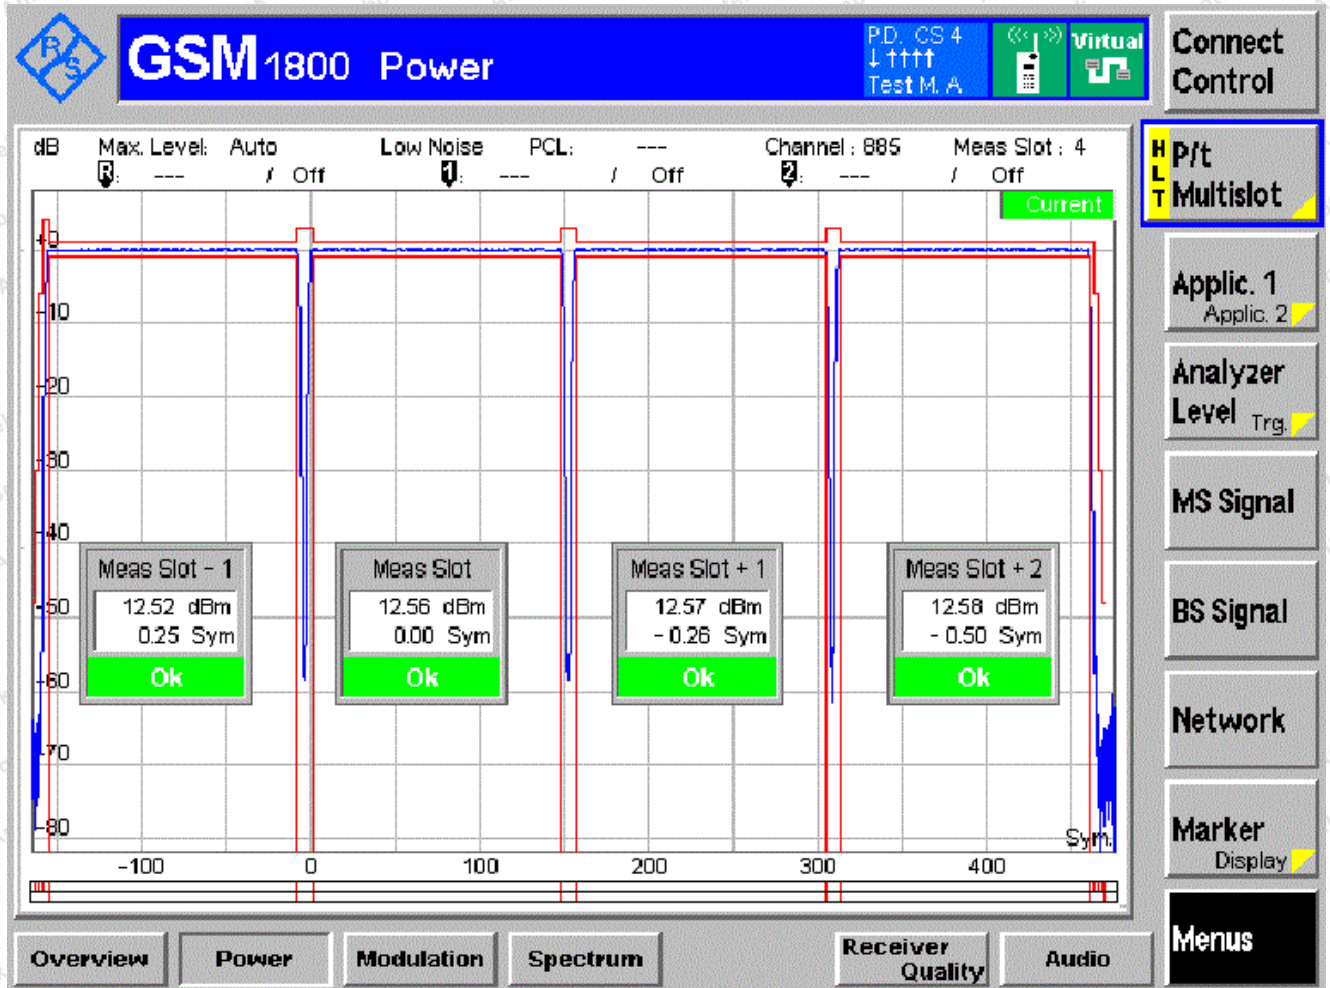 R&S
GSM 1800 Power
P.D. CS 4
↓ ↑↑↑↑
Test M. A.
Virtual
Connect Control
dB Max. Level: Auto Low Noise PCL: --- Channel : 885 Meas Slot : 4
R : --- / Off 1 : --- / Off 2 : --- / Off
Current
+0
-10
-20
-30
-40
-50
-60
-70
-80
Meas Slot - 1
12.52 dBm
0.25 Sym
Ok
Meas Slot
12.56 dBm
0.00 Sym
Ok
Meas Slot + 1
12.57 dBm
- 0.26 Sym
Ok
Meas Slot + 2
12.58 dBm
- 0.50 Sym
Ok
Sym.
-100 0 100 200 300 400
HLT
P/t
Multislot
Applic. 1
Applic. 2
Analyzer
Level Trg.
MS Signal
BS Signal
Network
Marker
Display
Menus
Overview Power Modulation Spectrum Receiver Quality Audio